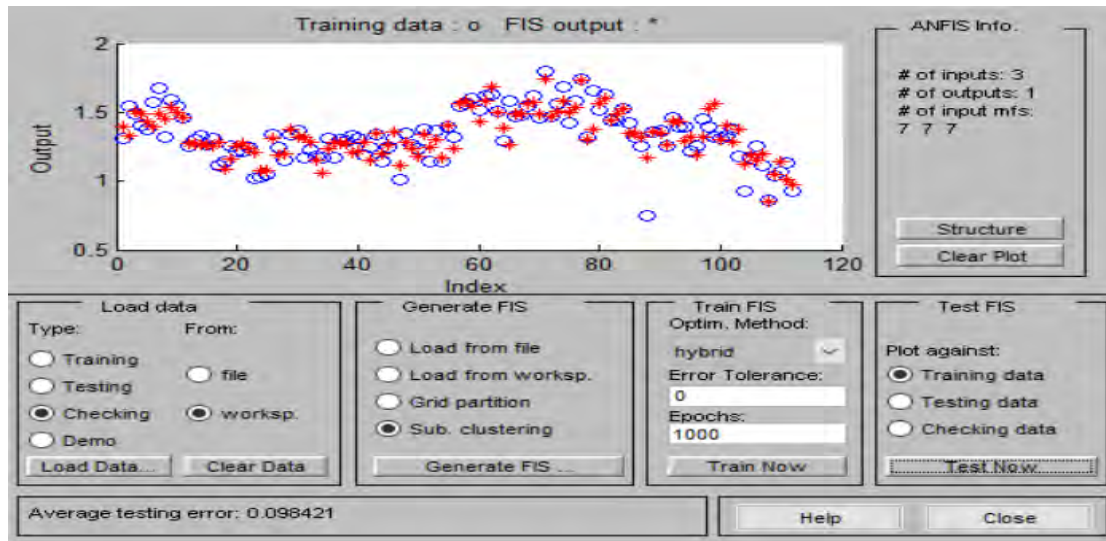 Training data : o   FIS output : *
Output
2
1.5
1
0.5
0 20 40 60 80 100 120
Index
ANFIS Info.
# of inputs: 3
# of outputs: 1
# of input mfs:
7 7 7
Structure
Clear Plot
Load data
Type:
From:
Training
Testing
Checking
Demo
file
worksp.
Load Data...
Clear Data
Generate FIS
Load from file
Load from worksp.
Grid partition
Sub. clustering
Generate FIS ...
Train FIS
Optim. Method:
hybrid
Error Tolerance:
0
Epochs:
1000
Train Now
Test FIS
Plot against:
Training data
Testing data
Checking data
Test Now
Average testing error: 0.098421
Help
Close